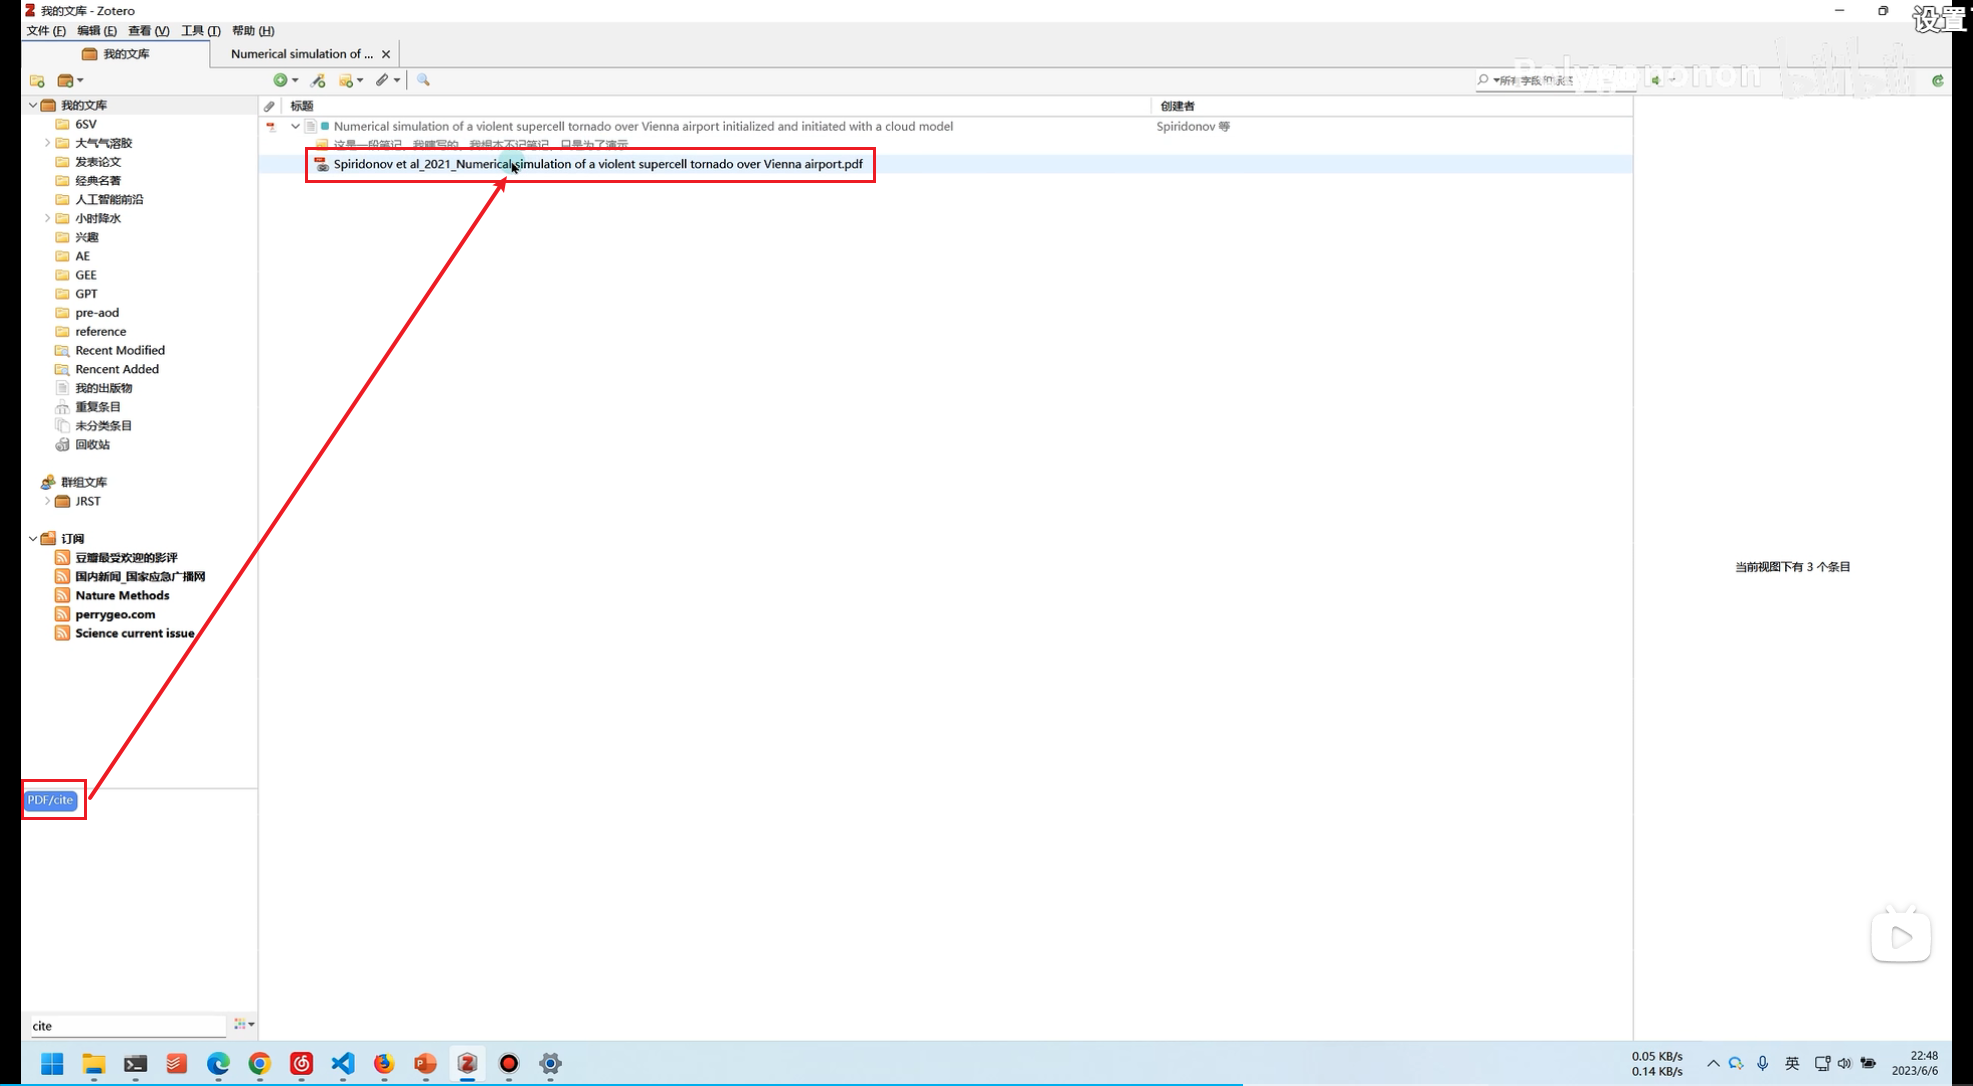 我的文库 - Zotero
设置
文件 (F) 编辑 (E) 查看 (V) 工具 (T) 帮助 (H)
我的文库
Numerical simulation of ...
Polygononon
bilibili
我的文库
标题
创建者
6SV
大气气溶胶
发表论文
经典名著
人工智能前沿
小时降水
兴趣
AE
GEE
GPT
pre-aod
reference
Recent Modified
Rencent Added
我的出版物
重复条目
未分类条目
回收站
群组文库
JRST
订阅
豆瓣最受欢迎的影评
国内新闻_国家应急广播网
Nature Methods
perrygeo.com
Science current issue
PDF/cite
cite
Numerical simulation of a violent supercell tornado over Vienna airport initialized and initiated with a cloud model
Spiridonov 等
这是一段笔记，我瞎写的，我根本不记笔记，只是为了演示
Spiridonov et al_2021_Numerical simulation of a violent supercell tornado over Vienna airport.pdf
当前视图下有 3 个条目
0.05 KB/s
0.14 KB/s
英
22:48
2023/6/6